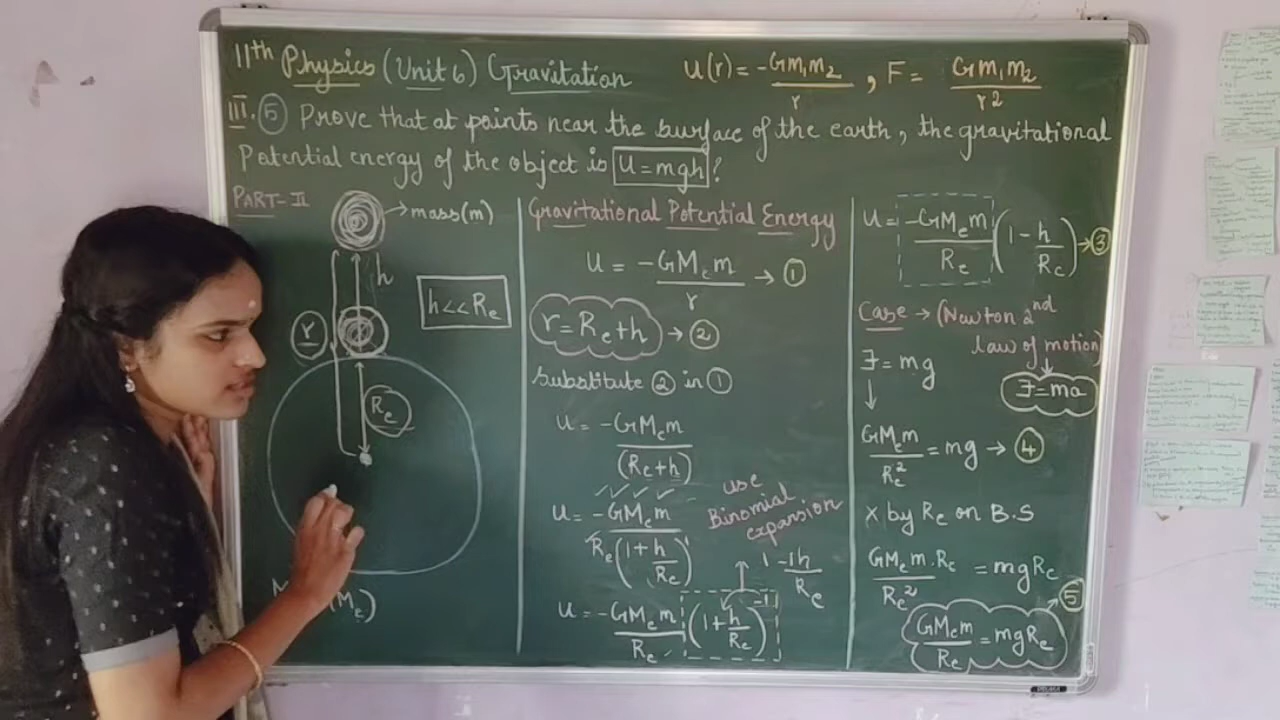 11th Physics (Unit 6) Gravitation U(r) = -Gm₁m₂/r , F = Gm₁m₂/r2
III. ⑤ Prove that at points near the surface of the earth, the gravitational
Potential energy of the object is U = mgh ?
PART-II
→ mass(m)
h
h<<Re
r
Re
(Me)
Gravitational Potential Energy
U = -GMem/r → ①
r = Re+h → ②
Substitute ② in ①
U = -GMem/(Re+h)
U = -GMem/Re(1+h/Re)
use
Binomial
expansion
1-1h/Re
U = -GMem/Re (1+h/Re)⁻¹
U = -GMem/Re (1-h/Re) → ③
Case → (Newton 2nd
law of motion)
F = mg
F = ma
GMem/Re² = mg → ④
X by Re on B.S
GMem.Re/Re² = mgRe
GMem/Re = mgRe
⑤